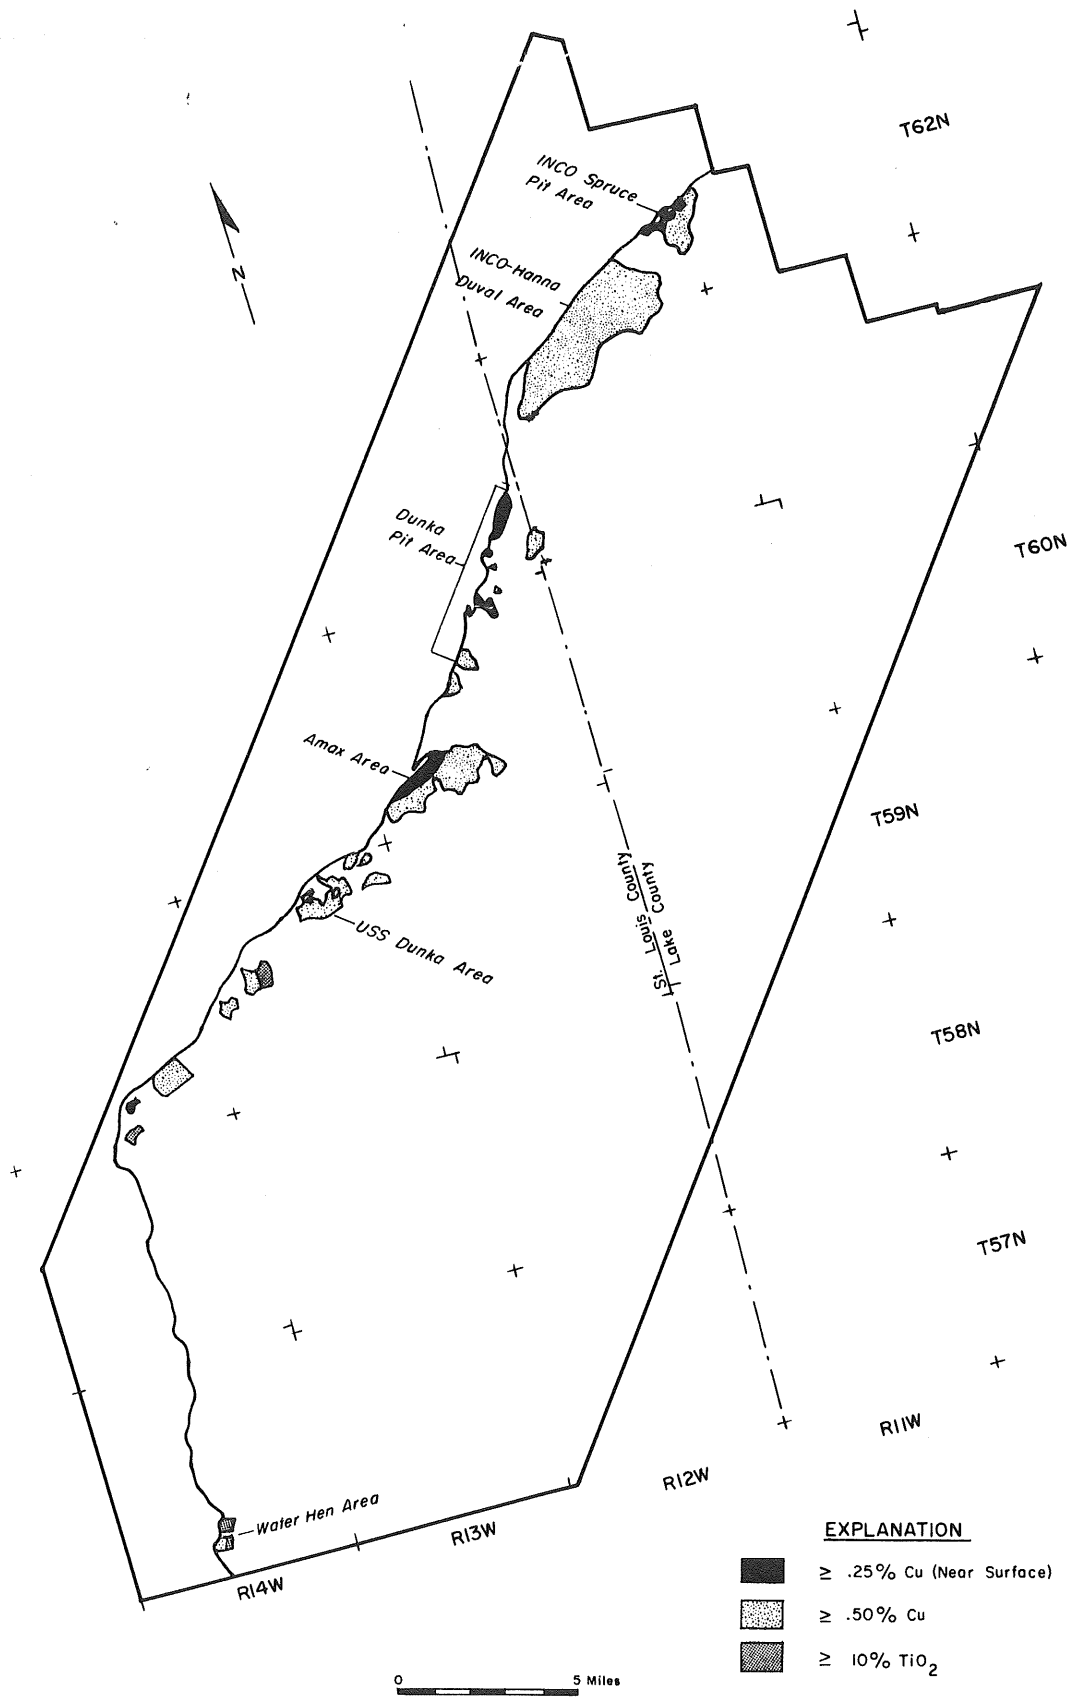 T62N
INCO Spruce
Pit Area
N
INCO-Hanna
Duval Area
Dunka
Pit Area
T60N
Amax Area
T59N
St. Louis County
Lake County
USS Dunka Area
T58N
T57N
R11W
R12W
Water Hen Area
R13W
R14W
EXPLANATION
≥ .25% Cu (Near Surface)
≥ .50% Cu
≥ 10% TiO2
0 5 Miles